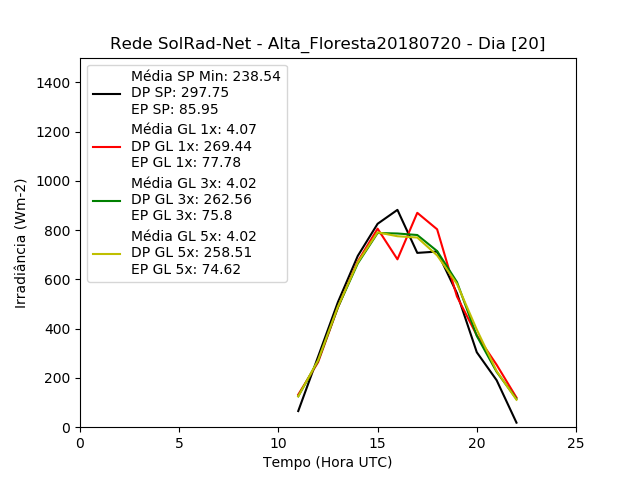 Rede SolRad-Net - Alta_Floresta20180720 - Dia [20]
Irradiância (Wm-2)
1400
1200
1000
800
600
400
200
0
Média SP Min: 238.54
DP SP: 297.75
EP SP: 85.95
Média GL 1x: 4.07
DP GL 1x: 269.44
EP GL 1x: 77.78
Média GL 3x: 4.02
DP GL 3x: 262.56
EP GL 3x: 75.8
Média GL 5x: 4.02
DP GL 5x: 258.51
EP GL 5x: 74.62
0 5 10 15 20 25
Tempo (Hora UTC)